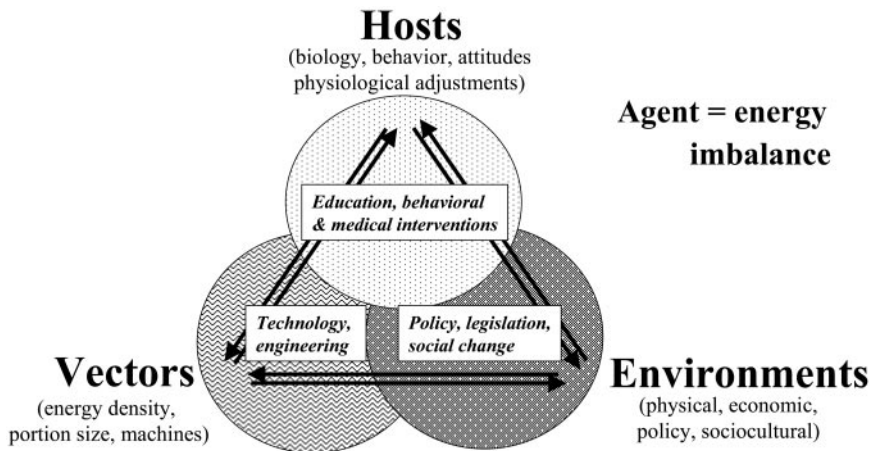 Hosts
(biology, behavior, attitudes
physiological adjustments)
Agent = energy
imbalance
Education, behavioral
& medical interventions
Technology,
engineering
Policy, legislation,
social change
Vectors
(energy density,
portion size, machines)
Environments
(physical, economic,
policy, sociocultural)